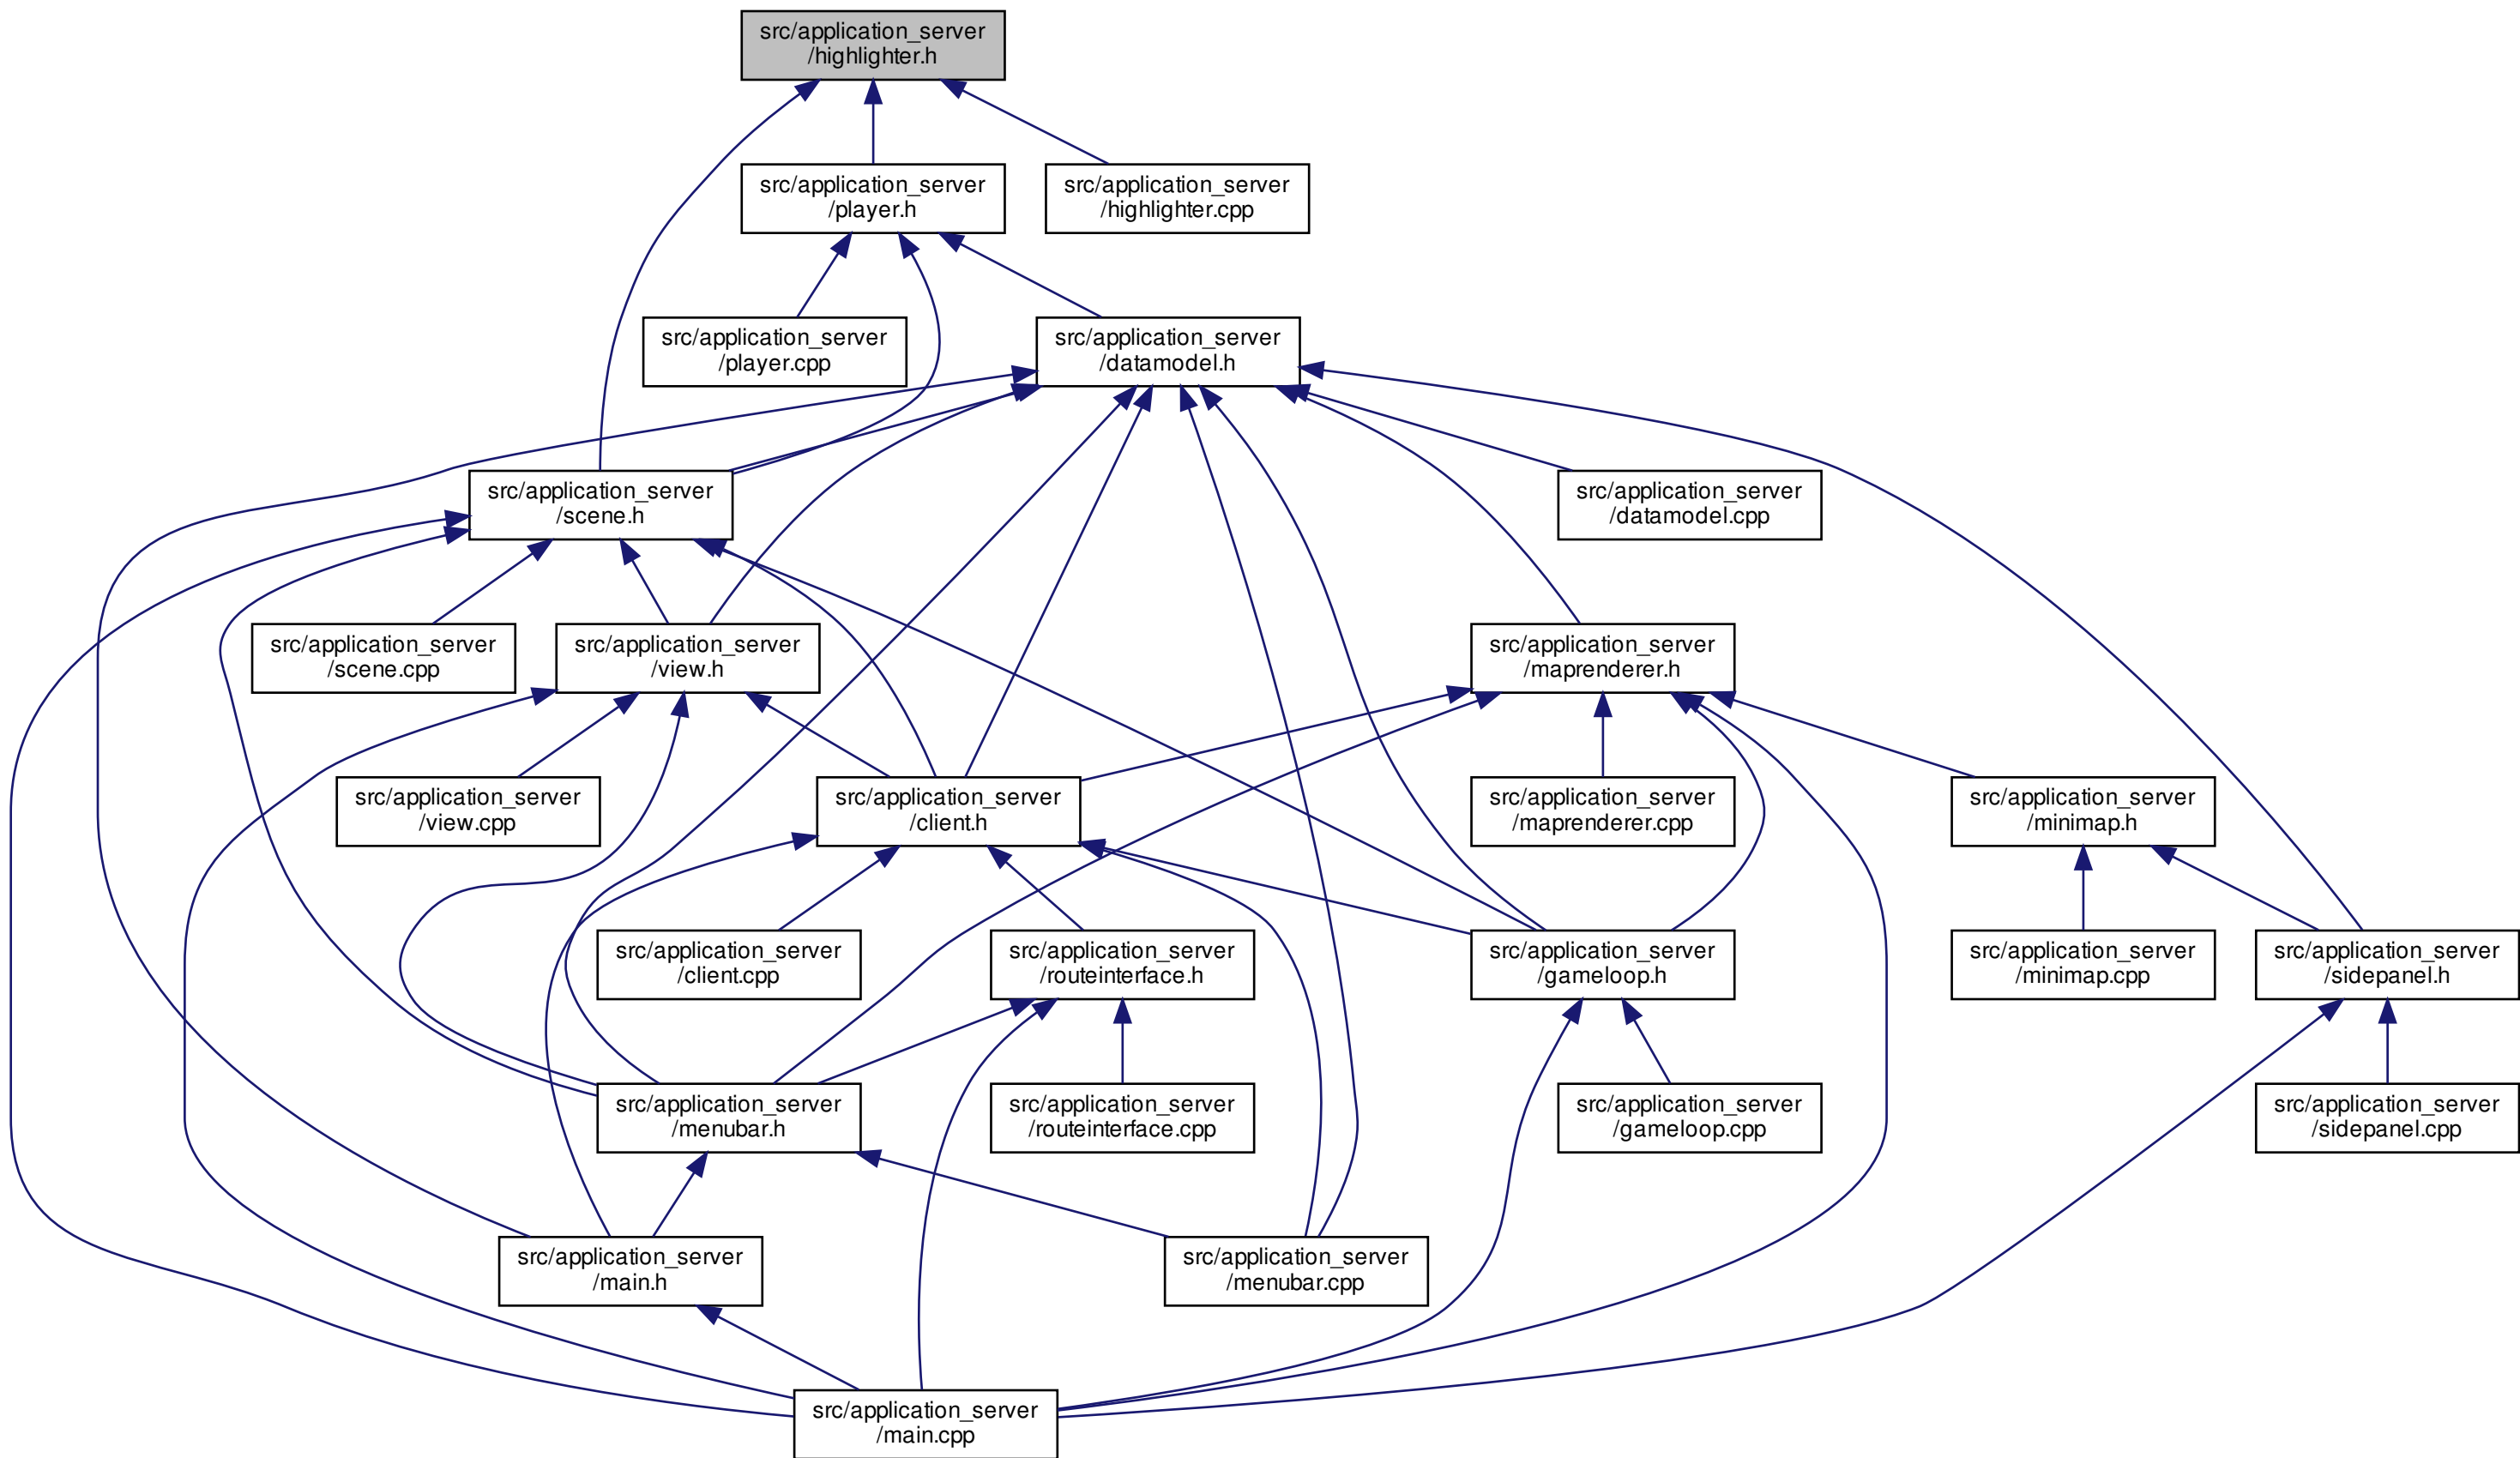 src/application_server
/highlighter.h
src/application_server
/player.h
src/application_server
/highlighter.cpp
src/application_server
/player.cpp
src/application_server
/datamodel.h
src/application_server
/scene.h
src/application_server
/datamodel.cpp
src/application_server
/scene.cpp
src/application_server
/view.h
src/application_server
/maprenderer.h
src/application_server
/view.cpp
src/application_server
/client.h
src/application_server
/maprenderer.cpp
src/application_server
/minimap.h
src/application_server
/client.cpp
src/application_server
/routeinterface.h
src/application_server
/gameloop.h
src/application_server
/minimap.cpp
src/application_server
/sidepanel.h
src/application_server
/menubar.h
src/application_server
/routeinterface.cpp
src/application_server
/gameloop.cpp
src/application_server
/sidepanel.cpp
src/application_server
/main.h
src/application_server
/menubar.cpp
src/application_server
/main.cpp